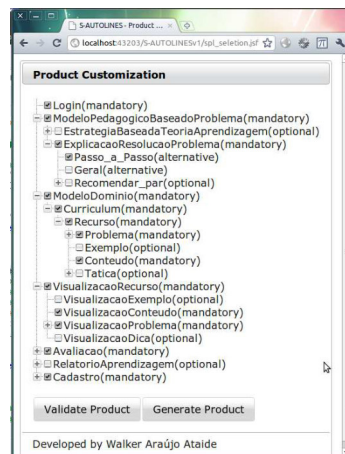 S-AUTOLINES - Product ...
localhost:43203/S-AUTOLINESv1/spl_seletion.jsf
Product Customization
Login(mandatory)
ModeloPedagogicoBaseadoProblema(mandatory)
EstrategiaBaseadaTeoriaAprendizagem(optional)
ExplicacaoResolucaoProblema(mandatory)
Passo_a_Passo(alternative)
Geral(alternative)
Recomendar_par(optional)
ModeloDominio(mandatory)
Curriculum(mandatory)
Recurso(mandatory)
Problema(mandatory)
Exemplo(optional)
Conteudo(mandatory)
Tatica(optional)
VisualizacaoRecurso(mandatory)
VisualizacaoExemplo(optional)
VisualizacaoConteudo(mandatory)
VisualizacaoProblema(mandatory)
VisualizacaoDica(optional)
Avaliacao(mandatory)
RelatorioAprendizagem(optional)
Cadastro(mandatory)
Validate Product Generate Product
Developed by Walker Araújo Ataide